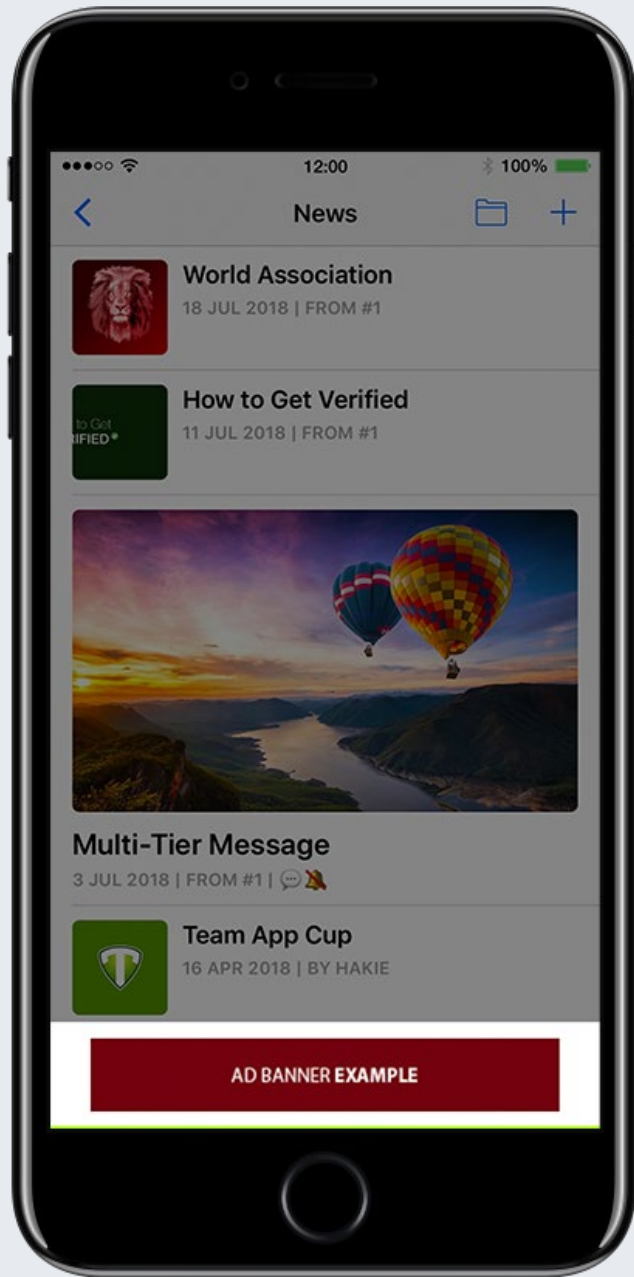 12:00
100%
News
World Association
18 JUL 2018 | FROM #1
to Get
IFIED
How to Get Verified
11 JUL 2018 | FROM #1
Multi-Tier Message
3 JUL 2018 | FROM #1 | 💬🔕
Team App Cup
16 APR 2018 | BY HAKIE
AD BANNER EXAMPLE